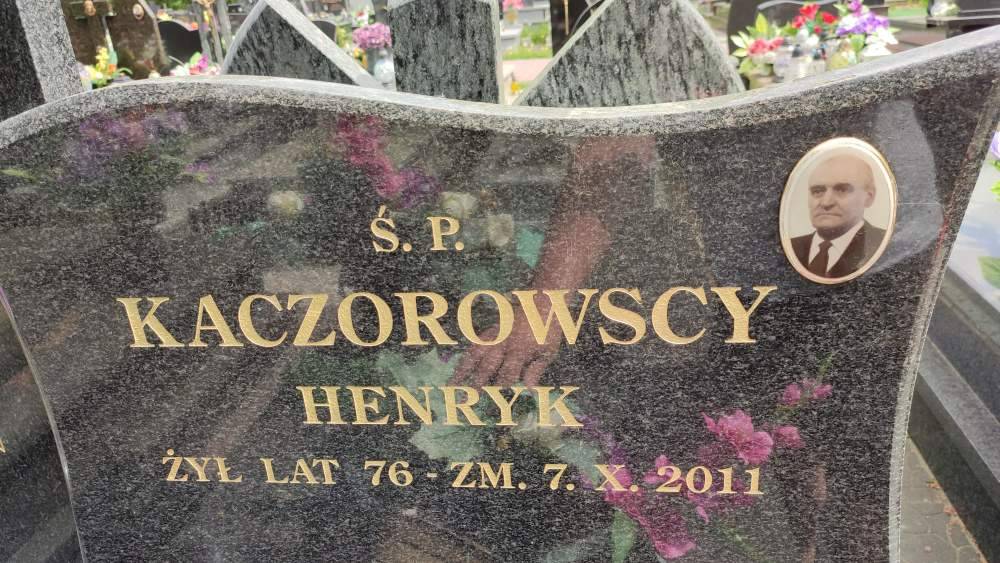 Ś. P.
KACZOROWSCY
HENRYK
ŻYŁ LAT 76 - ZM. 7. X. 2011